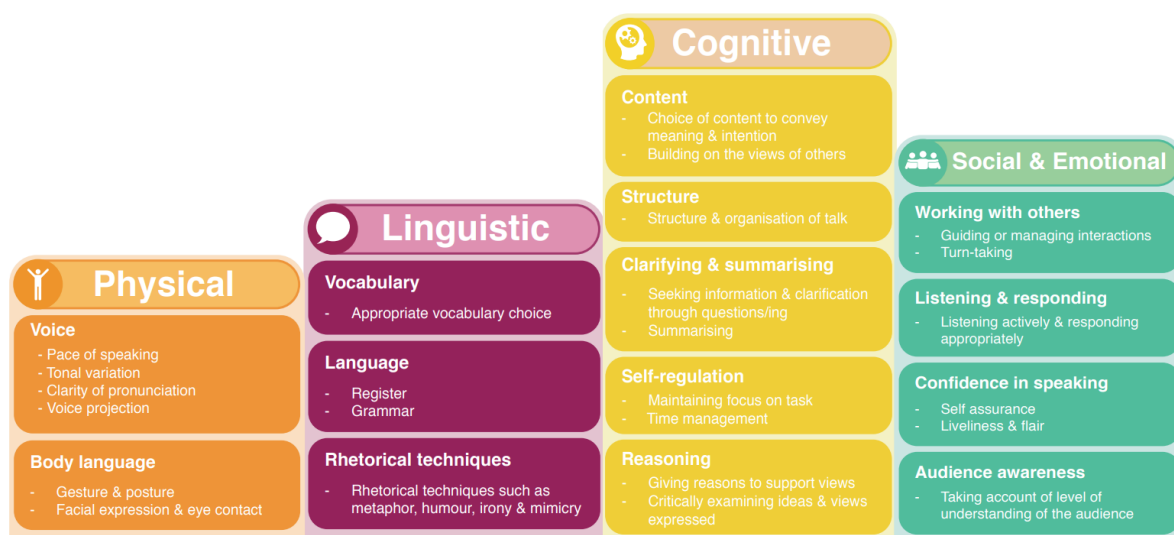 Physical
Voice
- Pace of speaking
- Tonal variation
- Clarity of pronunciation
- Voice projection
Body language
- Gesture & posture
- Facial expression & eye contact
Linguistic
Vocabulary
- Appropriate vocabulary choice
Language
- Register
- Grammar
Rhetorical techniques
- Rhetorical techniques such as
metaphor, humour, irony & mimicry
Cognitive
Content
- Choice of content to convey
meaning & intention
- Building on the views of others
Structure
- Structure & organisation of talk
Clarifying & summarising
- Seeking information & clarification
through questions/ing
- Summarising
Self-regulation
- Maintaining focus on task
- Time management
Reasoning
- Giving reasons to support views
- Critically examining ideas & views
expressed
Social & Emotional
Working with others
- Guiding or managing interactions
- Turn-taking
Listening & responding
- Listening actively & responding
appropriately
Confidence in speaking
- Self assurance
- Liveliness & flair
Audience awareness
- Taking account of level of
understanding of the audience